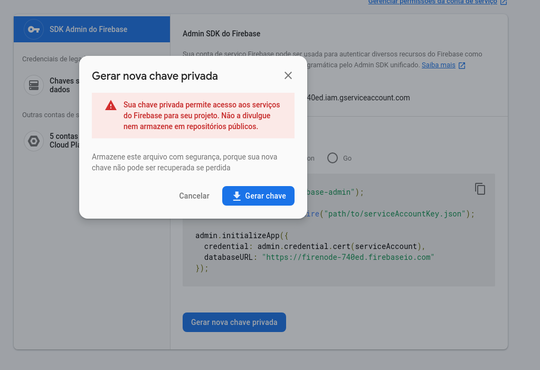 Gerenciar permissões da conta de serviço
SDK Admin do Firebase
Admin SDK do Firebase
Sua conta de serviço Firebase pode ser usada para autenticar diversos recursos do Firebase, como
Credenciais de
gramático pelo Admin SDK unificado. Saiba mais
Gerar nova chave privada
Chaves s
dados
740ed.iam.gserviceaccount.com
Sua chave privada permite acesso aos serviços
do Firebase para seu projeto. Não a divulgue
nem armazene em repositórios públicos.
Outras contas de s
5 contas
Cloud Pla
Armazene este arquivo com segurança, porque sua nova
chave não pode ser recuperada se perdida
on
Go
Cancelar
Gerar chave
base-admin");
ire("path/to/serviceAccountKey.json");
admin.initializeApp({
credential: admin.credential.cert(serviceAccount),
databaseURL: "https://firenode-740ed.firebaseio.com"
});
Gerar nova chave privada